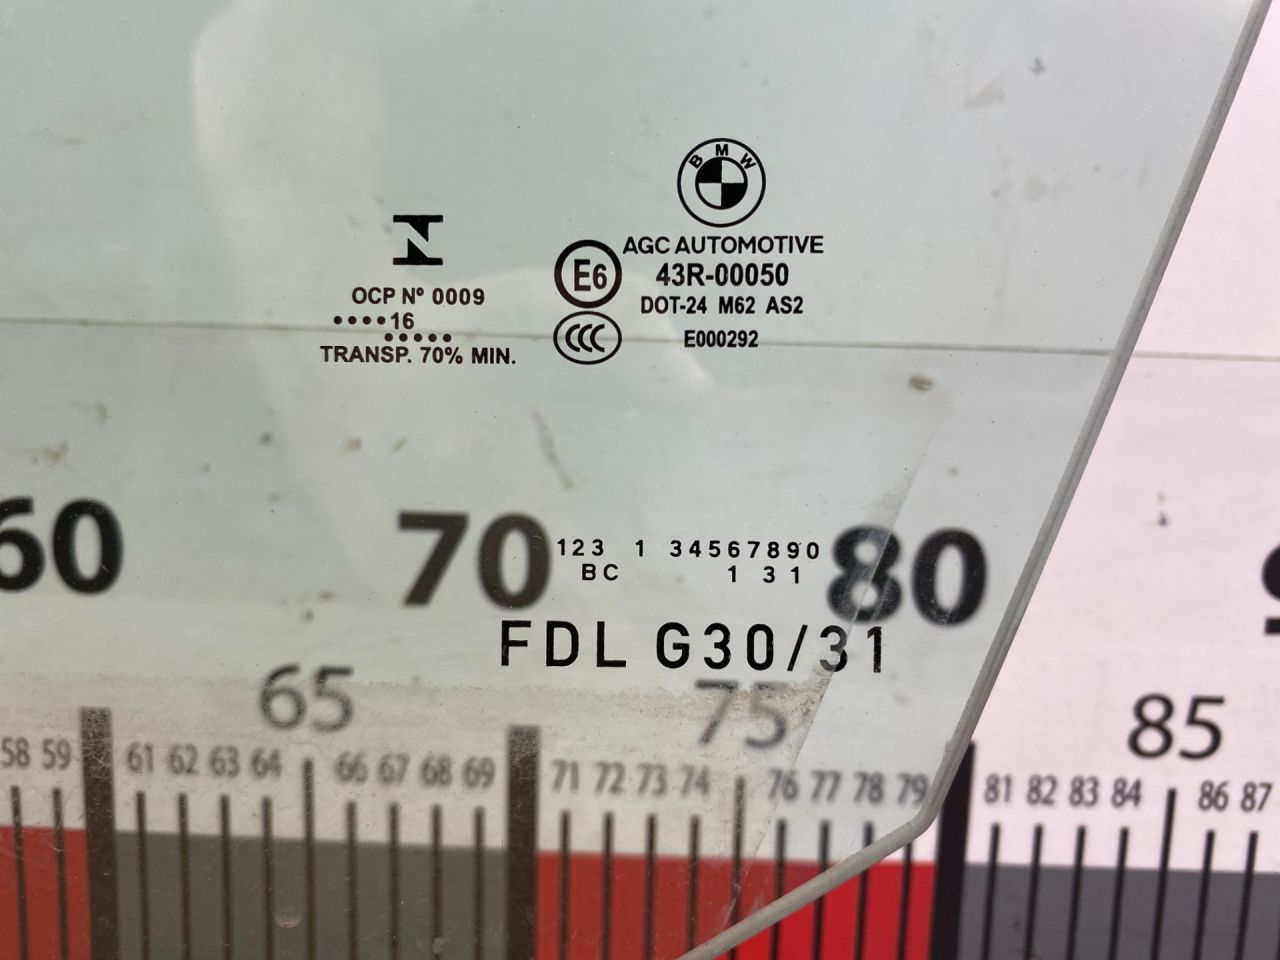 BMW
AGC AUTOMOTIVE
43R-00050
DOT-24 M62 AS2
E000292
E6
CCC
N
OCP Nº 0009
••••16
•••••
TRANSP. 70% MIN.
60 70 80
123 1 34567890
BC 1 31
FDL G30/31
65 75 85
58 59 61 62 63 64 66 67 68 69 71 72 73 74 76 77 78 79 81 82 83 84 86 87